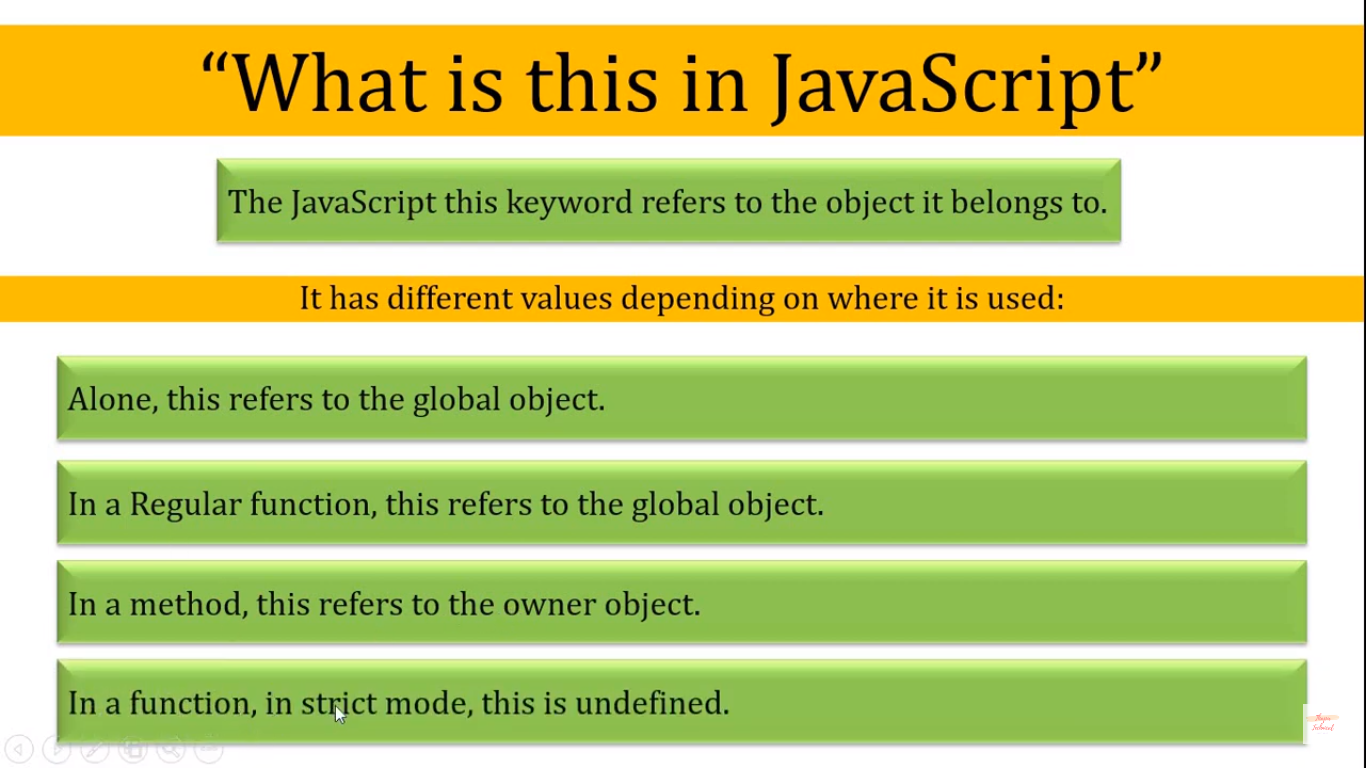 “What is this in JavaScript”
The JavaScript this keyword refers to the object it belongs to.
It has different values depending on where it is used:
Alone, this refers to the global object.
In a Regular function, this refers to the global object.
In a method, this refers to the owner object.
In a function, in strict mode, this is undefined.